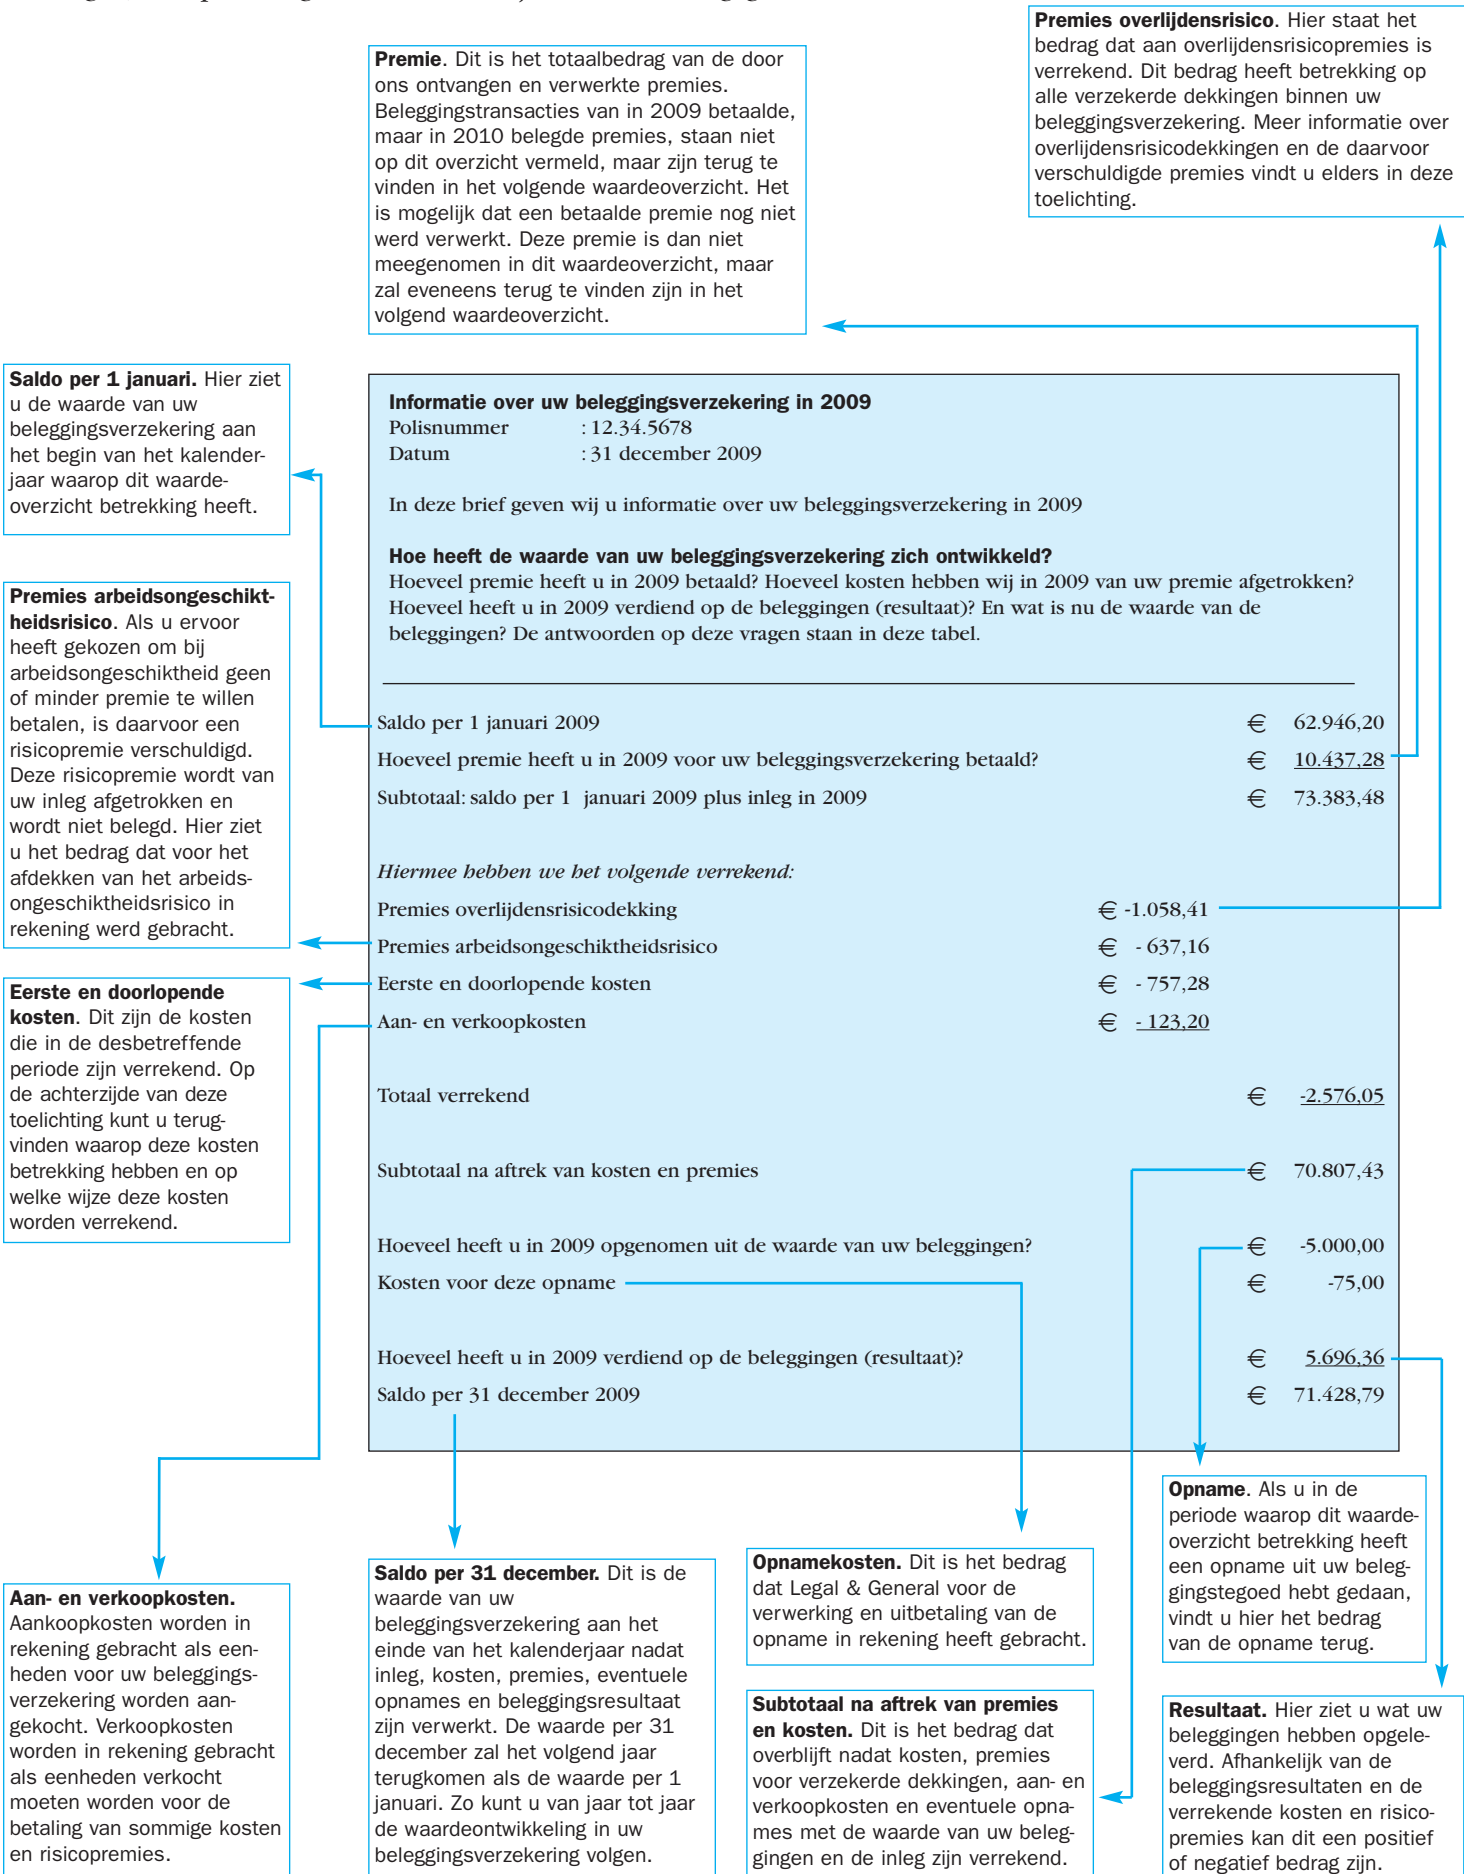 Premies overlijdensrisico. Hier staat het
bedrag dat aan overlijdensrisicopremies is
verrekend. Dit bedrag heeft betrekking op
alle verzekerde dekkingen binnen uw
beleggingsverzekering. Meer informatie over
overlijdensrisicodekkingen en de daarvoor
verschuldigde premies vindt u elders in deze
toelichting.
Premie. Dit is het totaalbedrag van de door
ons ontvangen en verwerkte premies.
Beleggingstransacties van in 2009 betaalde,
maar in 2010 belegde premies, staan niet
op dit overzicht vermeld, maar zijn terug te
vinden in het volgende waardeoverzicht. Het
is mogelijk dat een betaalde premie nog niet
werd verwerkt. Deze premie is dan niet
meegenomen in dit waardeoverzicht, maar
zal eveneens terug te vinden zijn in het
volgend waardeoverzicht.
Saldo per 1 januari. Hier ziet
u de waarde van uw
beleggingsverzekering aan
het begin van het kalender-
jaar waarop dit waarde-
overzicht betrekking heeft.
Premies arbeidsongeschikt-
heidsrisico. Als u ervoor
heeft gekozen om bij
arbeidsongeschiktheid geen
of minder premie te willen
betalen, is daarvoor een
risicopremie verschuldigd.
Deze risicopremie wordt van
uw inleg afgetrokken en
wordt niet belegd. Hier ziet
u het bedrag dat voor het
afdekken van het arbeids-
ongeschiktheidsrisico in
rekening werd gebracht.
Eerste en doorlopende
kosten. Dit zijn de kosten
die in de desbetreffende
periode zijn verrekend. Op
de achterzijde van deze
toelichting kunt u terug-
vinden waarop deze kosten
betrekking hebben en op
welke wijze deze kosten
worden verrekend.
Informatie over uw beleggingsverzekering in 2009
Polisnummer : 12.34.5678
Datum : 31 december 2009
In deze brief geven wij u informatie over uw beleggingsverzekering in 2009
Hoe heeft de waarde van uw beleggingsverzekering zich ontwikkeld?
Hoeveel premie heeft u in 2009 betaald? Hoeveel kosten hebben wij in 2009 van uw premie afgetrokken?
Hoeveel heeft u in 2009 verdiend op de beleggingen (resultaat)? En wat is nu de waarde van de
beleggingen? De antwoorden op deze vragen staan in deze tabel.
Saldo per 1 januari 2009 € 62.946,20
Hoeveel premie heeft u in 2009 voor uw beleggingsverzekering betaald? € 10.437,28
Subtotaal: saldo per 1 januari 2009 plus inleg in 2009 € 73.383,48
Hiermee hebben we het volgende verrekend:
Premies overlijdensrisicodekking € -1.058,41
Premies arbeidsongeschiktheidsrisico € - 637,16
Eerste en doorlopende kosten € - 757,28
Aan- en verkoopkosten € - 123,20
Totaal verrekend € -2.576,05
Subtotaal na aftrek van kosten en premies € 70.807,43
Hoeveel heeft u in 2009 opgenomen uit de waarde van uw beleggingen? € -5.000,00
Kosten voor deze opname € -75,00
Hoeveel heeft u in 2009 verdiend op de beleggingen (resultaat)? € 5.696,36
Saldo per 31 december 2009 € 71.428,79
Aan- en verkoopkosten.
Aankoopkosten worden in
rekening gebracht als een-
heden voor uw beleggings-
verzekering worden aan-
gekocht. Verkoopkosten
worden in rekening gebracht
als eenheden verkocht
moeten worden voor de
betaling van sommige kosten
en risicopremies.
Saldo per 31 december. Dit is de
waarde van uw
beleggingsverzekering aan het
einde van het kalenderjaar nadat
inleg, kosten, premies, eventuele
opnames en beleggingsresultaat
zijn verwerkt. De waarde per 31
december zal het volgend jaar
terugkomen als de waarde per 1
januari. Zo kunt u van jaar tot jaar
de waardeontwikkeling in uw
beleggingsverzekering volgen.
Opnamekosten. Dit is het bedrag
dat Legal & General voor de
verwerking en uitbetaling van de
opname in rekening heeft gebracht.
Subtotaal na aftrek van premies
en kosten. Dit is het bedrag dat
overblijft nadat kosten, premies
voor verzekerde dekkingen, aan- en
verkoopkosten en eventuele opna-
mes met de waarde van uw beleg-
gingen en de inleg zijn verrekend.
Opname. Als u in de
periode waarop dit waarde-
overzicht betrekking heeft
een opname uit uw beleg-
gingstegoed hebt gedaan,
vindt u hier het bedrag
van de opname terug.
Resultaat. Hier ziet u wat uw
beleggingen hebben opgele-
verd. Afhankelijk van de
beleggingsresultaten en de
verrekende kosten en risico-
premies kan dit een positief
of negatief bedrag zijn.